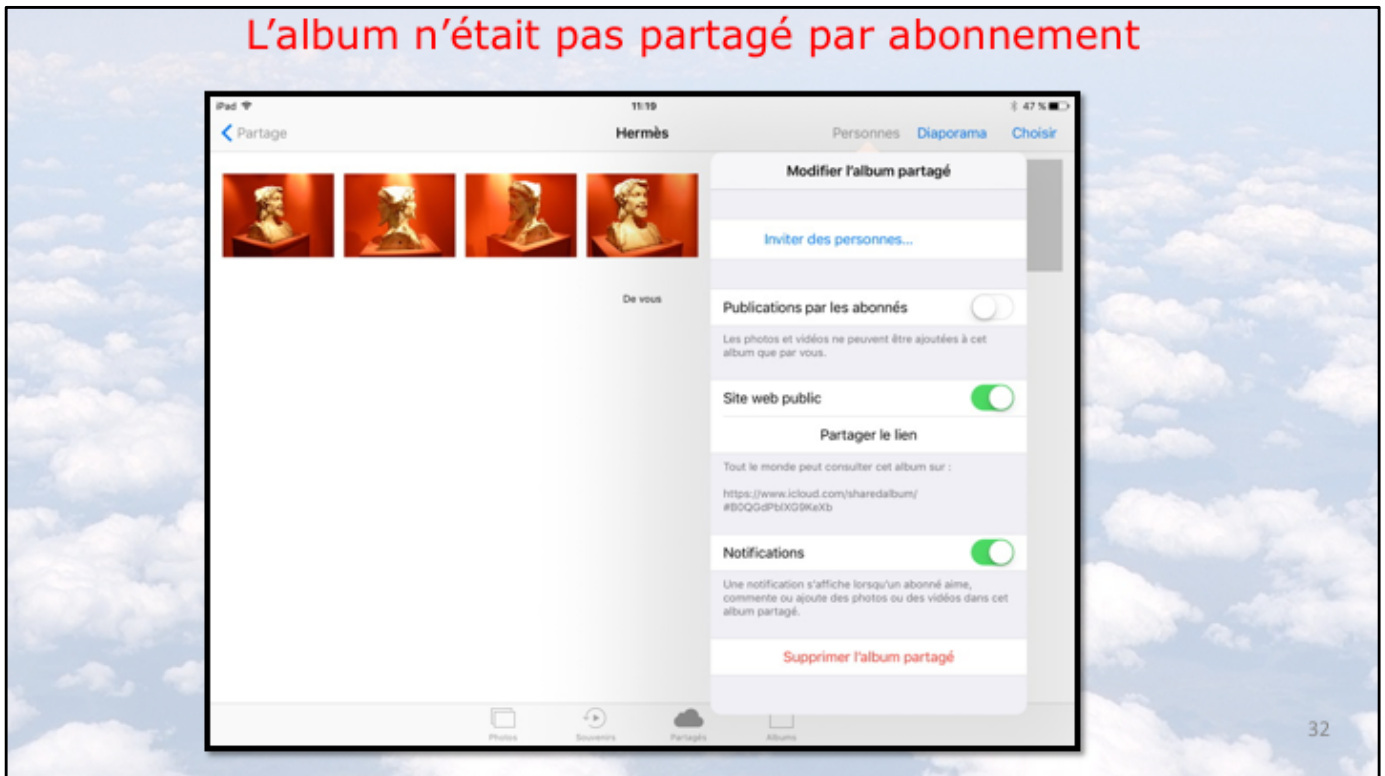 L'album n'était pas partagé par abonnement
iPad 11:19 47 %
Partage Hermès Personnes Diaporama Choisir
Modifier l'album partagé
Inviter des personnes...
De vous
Publications par les abonnés
Les photos et vidéos ne peuvent être ajoutées à cet
album que par vous.
Site web public
Partager le lien
Tout le monde peut consulter cet album sur :
https://www.icloud.com/sharedalbum/
Notifications
Une notification s'affiche lorsqu'un abonné aime,
commente ou ajoute des photos ou des vidéos dans cet
album partagé.
Supprimer l'album partagé
Photos Souvenirs Partagés Albums
32